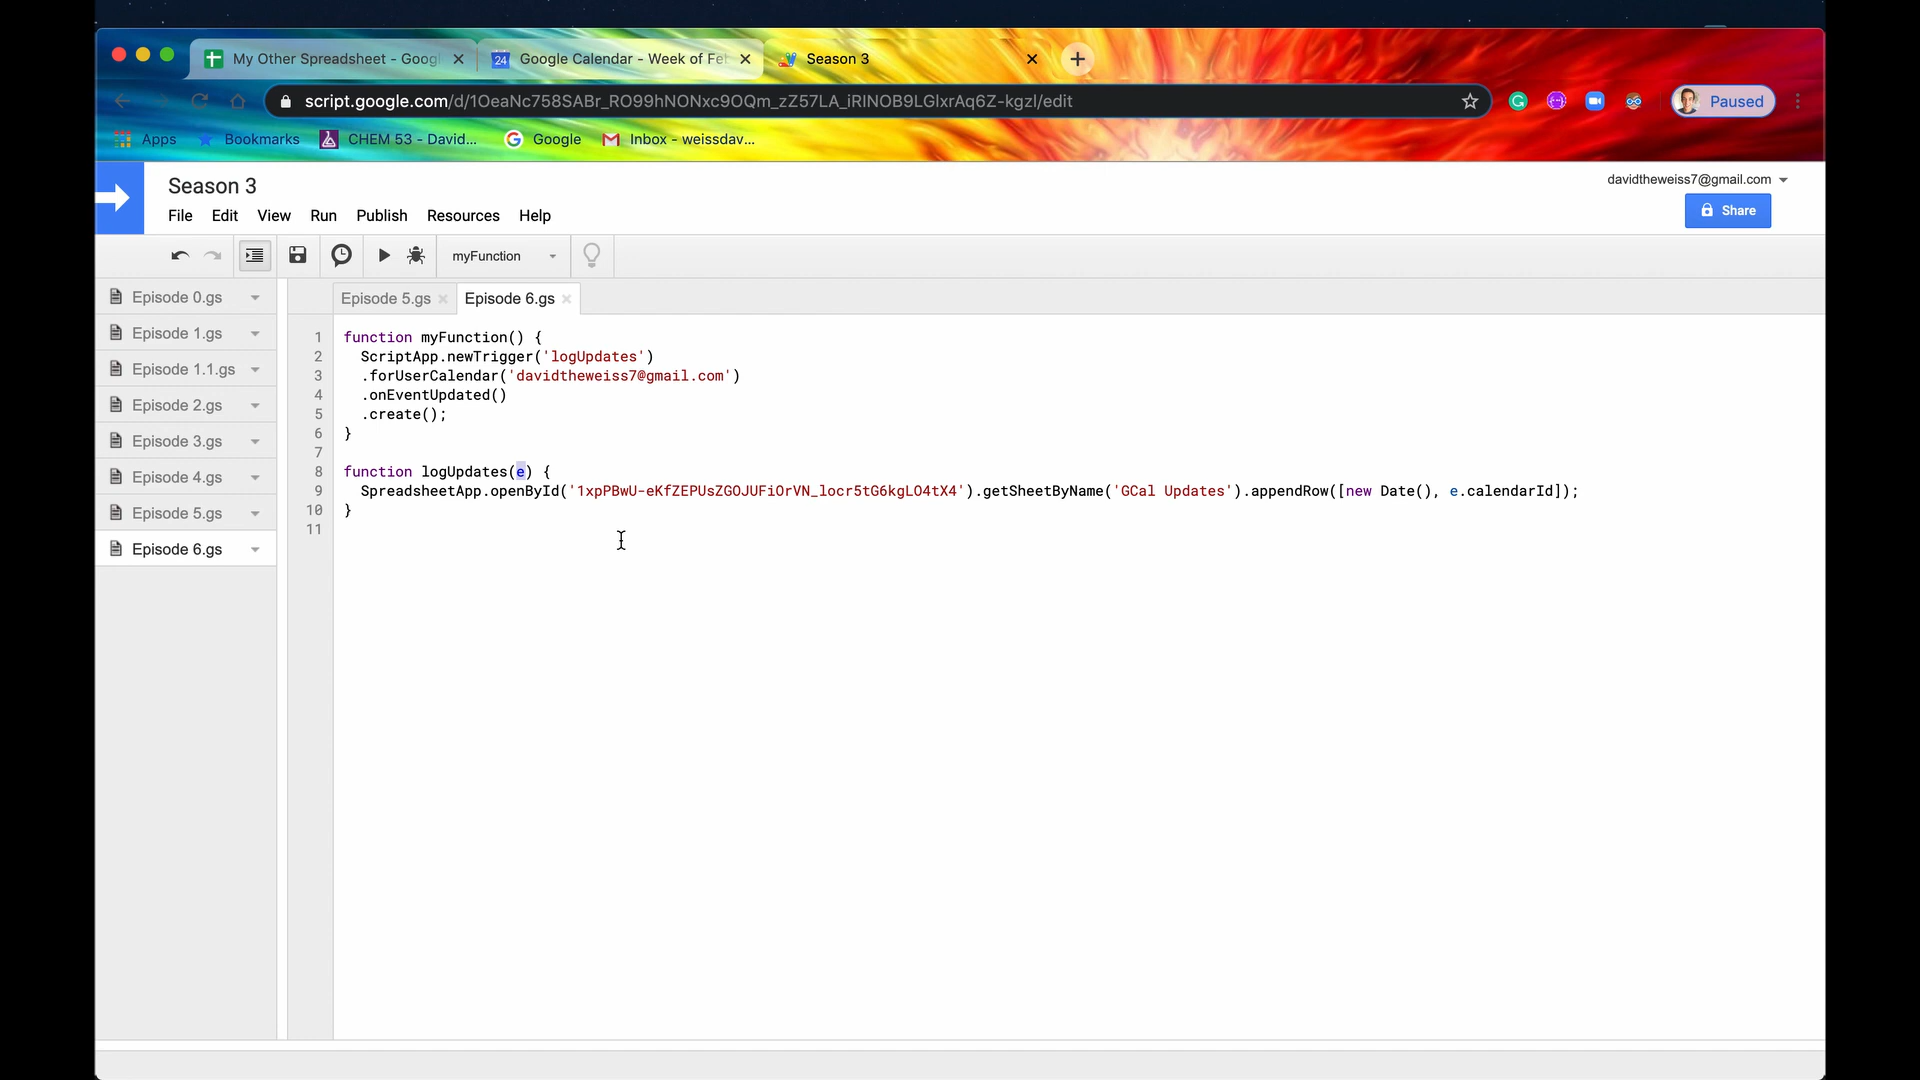 My Other Spreadsheet - Goog
Google Calendar - Week of Fe
Season 3
script.google.com/d/1OeaNc758SABr_RO99hNONxc9OQm_zZ57LA_iRINOB9LGlxrAq6Z-kgzl/edit
Paused
Apps
Bookmarks
CHEM 53 - David...
Google
Inbox - weissdav...
Season 3
davidtheweiss7@gmail.com
File Edit View Run Publish Resources Help
Share
myFunction
Episode 0.gs
Episode 1.gs
Episode 1.1.gs
Episode 2.gs
Episode 3.gs
Episode 4.gs
Episode 5.gs
Episode 6.gs
Episode 5.gs
Episode 6.gs
1 function myFunction() {
2 ScriptApp.newTrigger('logUpdates')
3 .forUserCalendar('davidtheweiss7@gmail.com')
4 .onEventUpdated()
5 .create();
6 }
7
8 function logUpdates(e) {
9 SpreadsheetApp.openById('1xpPBwU-eKfZEPUsZGOJUFiOrVN_locr5tG6kgLO4tX4').getSheetByName('GCal Updates').appendRow([new Date(), e.calendarId]);
10 }
11